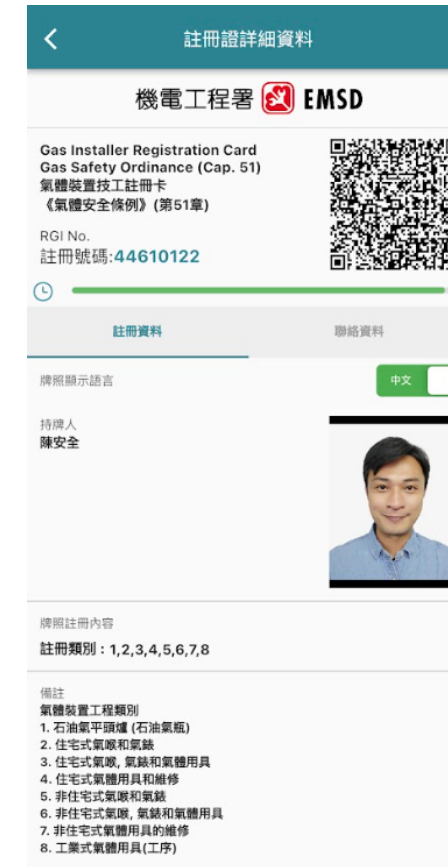 註冊證詳細資料
機電工程署 EMSD
Gas Installer Registration Card
Gas Safety Ordinance (Cap. 51)
氣體裝置技工註冊卡
《氣體安全條例》(第51章)
RGI No.
註冊號碼:44610122
註冊資料
聯絡資料
牌照顯示語言
中文
持牌人
陳安全
牌照註冊內容
註冊類別：1,2,3,4,5,6,7,8
備註
氣體裝置工程類別
1. 石油氣平頭爐 (石油氣瓶)
2. 住宅式氣喉和氣錶
3. 住宅式氣喉, 氣錶和氣體用具
4. 住宅式氣體用具和維修
5. 非住宅式氣喉和氣錶
6. 非住宅式氣喉, 氣錶和氣體用具
7. 非住宅式氣體用具的維修
8. 工業式氣體用具(工序)